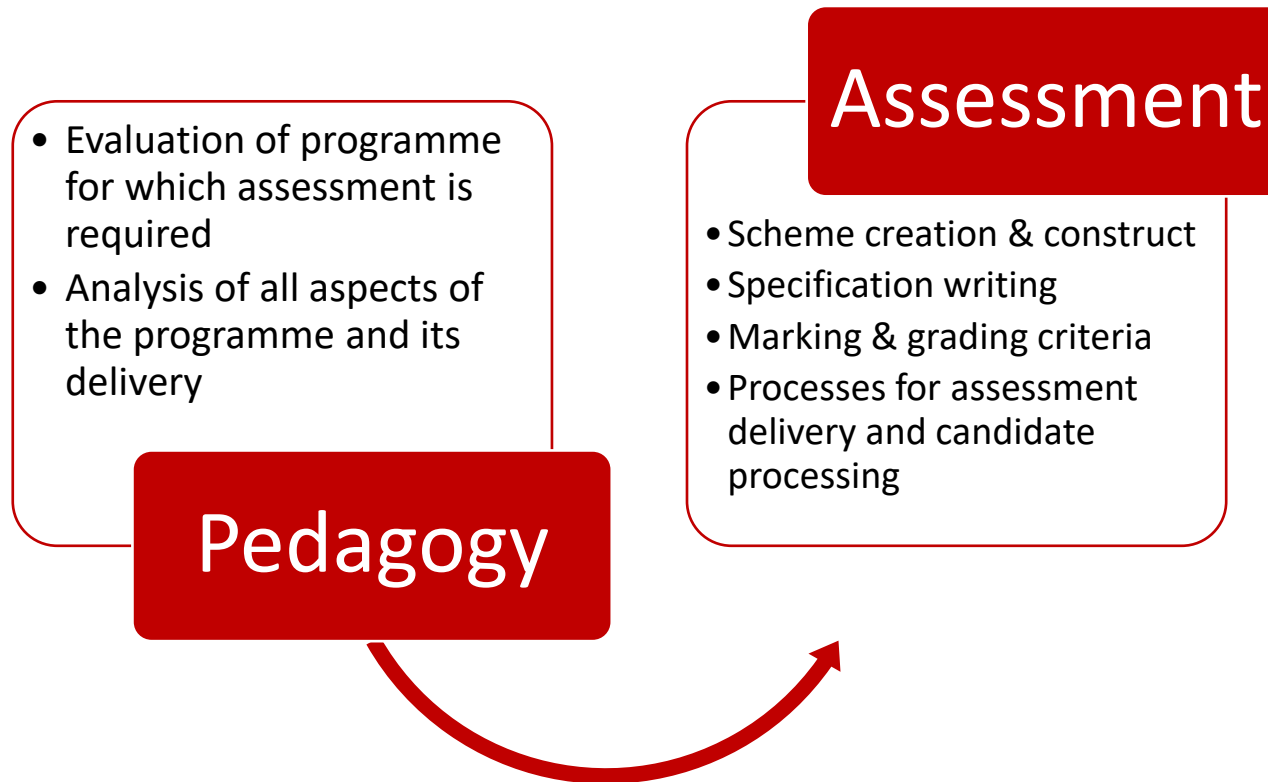 • Evaluation of programme
for which assessment is
required
• Analysis of all aspects of
the programme and its
delivery
Pedagogy
Assessment
• Scheme creation & construct
• Specification writing
• Marking & grading criteria
• Processes for assessment
delivery and candidate
processing